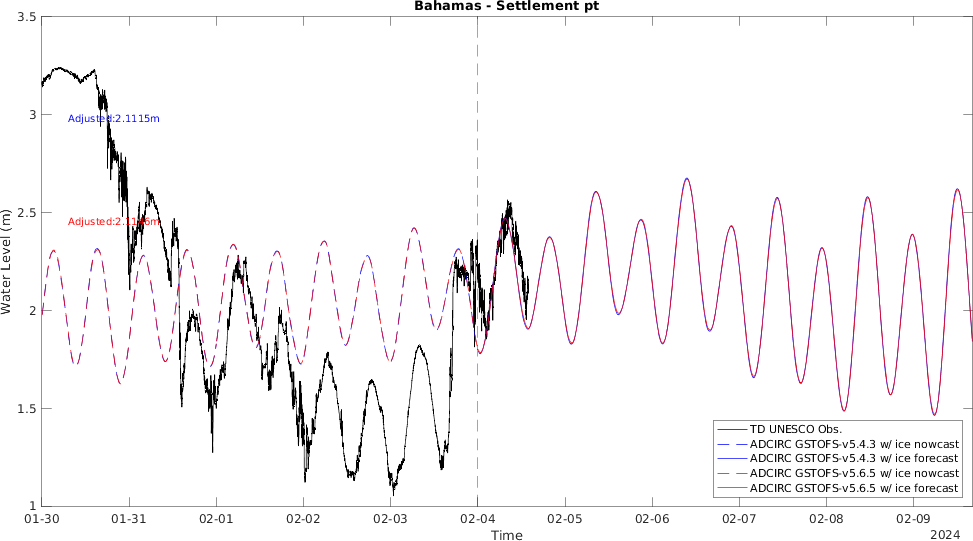 Bahamas - Settlement pt
3.5
3
2.5
2
1.5
1
Water Level (m)
Adjusted:2.1115m
TD UNESCO Obs.
ADCIRC GSTOFS-v5.4.3 w/ ice nowcast
ADCIRC GSTOFS-v5.4.3 w/ ice forecast
ADCIRC GSTOFS-v5.6.5 w/ ice nowcast
ADCIRC GSTOFS-v5.6.5 w/ ice forecast
01-30 01-31 02-01 02-02 02-03 02-04 02-05 02-06 02-07 02-08 02-09
Time
2024